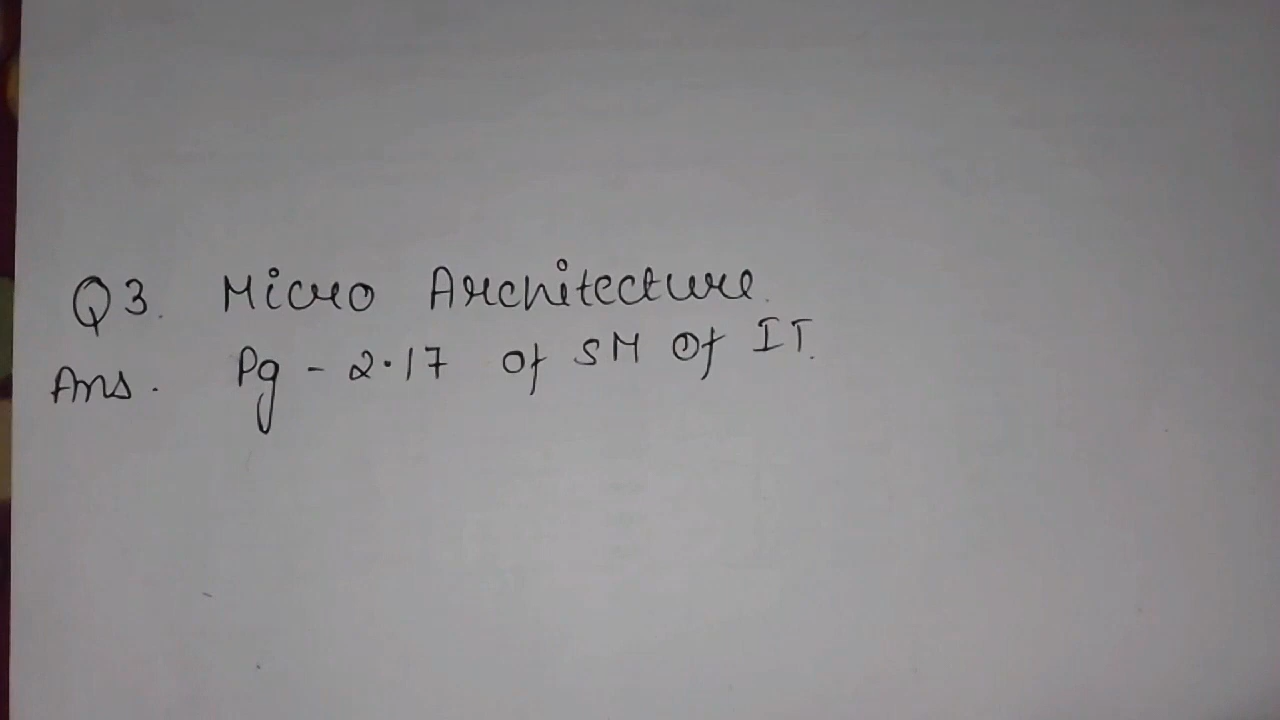 Q3. Micro Architecture.
Ans. Pg - 2.17 of SM of IT.